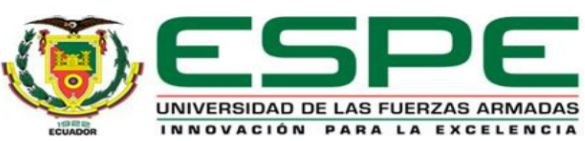 ESPE
UNIVERSIDAD DE LAS FUERZAS ARMADAS
INNOVACIÓN PARA LA EXCELENCIA
1922
ECUADOR